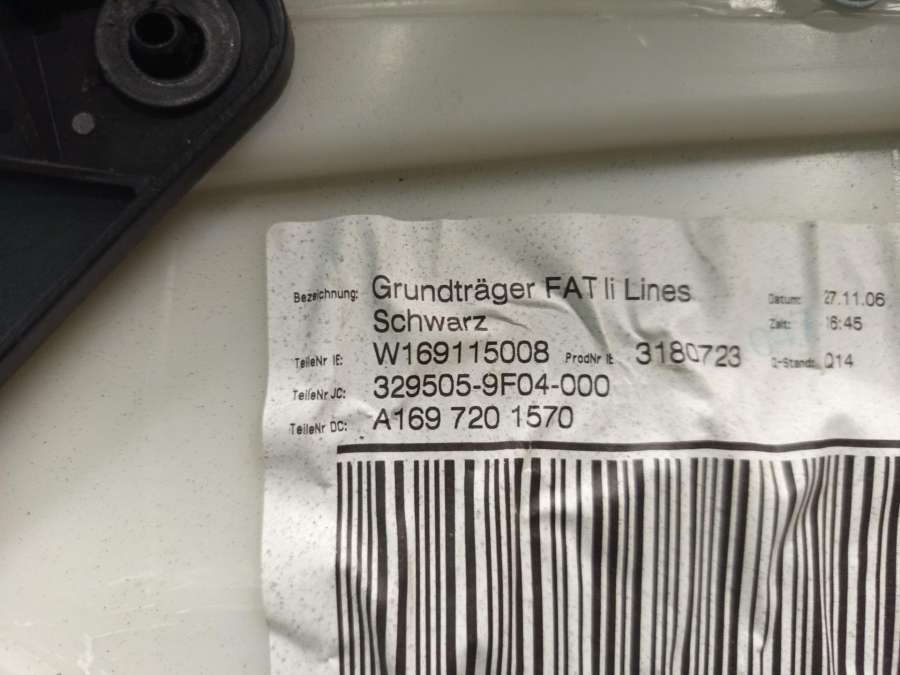 Bezeichnung: Grundträger FAT li Lines Datum: 27.11.06
Schwarz Zeit: 16:45
TeileNr IE: W169115008 ProdNr IE 3180723 Q-Stand: Q14
TeileNr JC: 329505-9F04-000
TeileNr DC: A169 720 1570